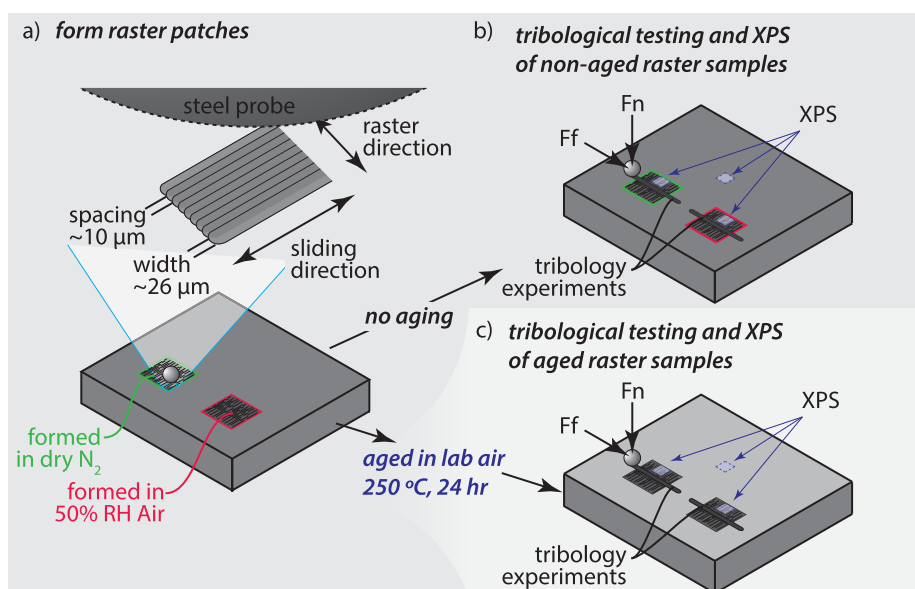 a) form raster patches
steel probe
raster
direction
spacing
~10 µm
width
~26 µm
sliding
direction
no aging
formed
in dry N2
formed in
50% RH Air
aged in lab air
250 ºC, 24 hr
b) tribological testing and XPS
of non-aged raster samples
Fn
Ff
XPS
tribology
experiments
c) tribological testing and XPS
of aged raster samples
Fn
Ff
XPS
tribology
experiments